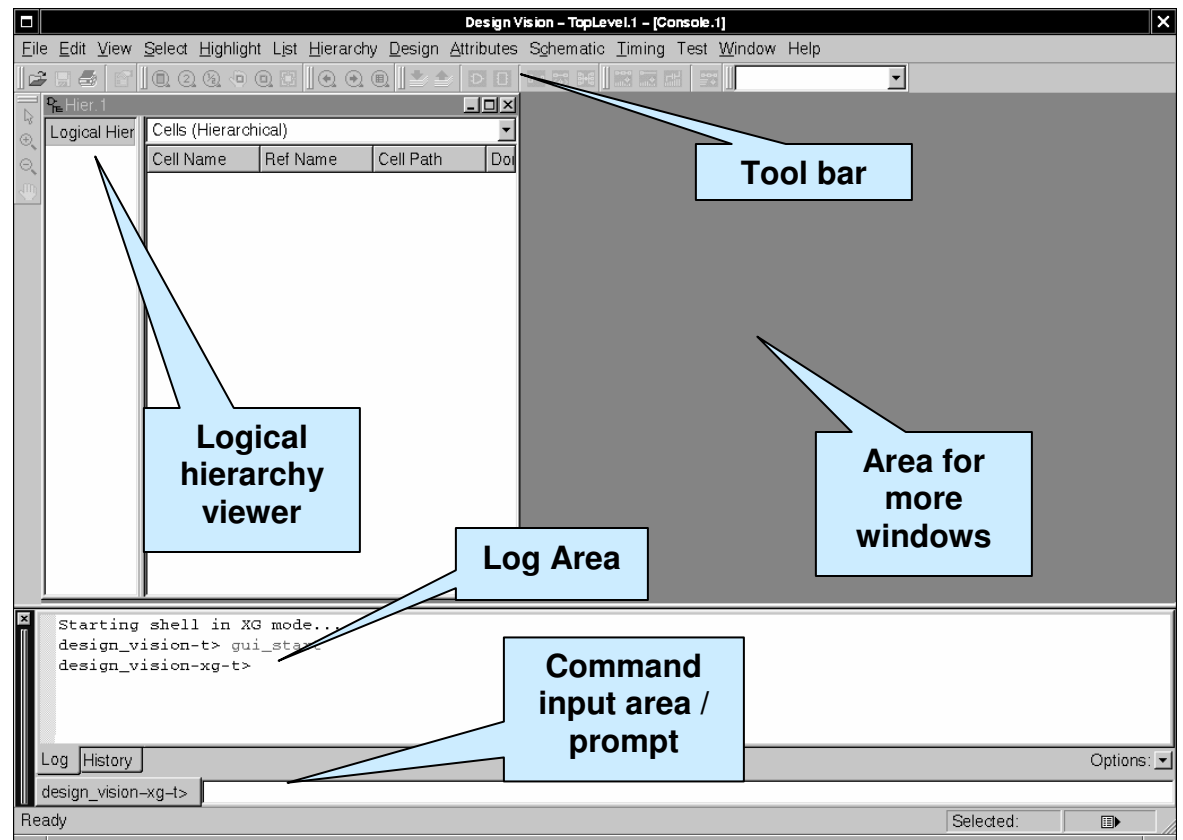 Design Vision – TopLevel.1 – [Console.1]
File Edit View Select Highlight List Hierarchy Design Attributes Schematic Timing Test Window Help
Hier.1
Logical Hier
Cells (Hierarchical)
Cell Name Ref Name Cell Path Don
Tool bar
Logical
hierarchy
viewer
Area for
more
windows
Log Area
Starting shell in XG mode...
design_vision-t> gui_start
design_vision-xg-t>
Command
input area /
prompt
Log History
Options:
design_vision–xg–t>
Ready
Selected: